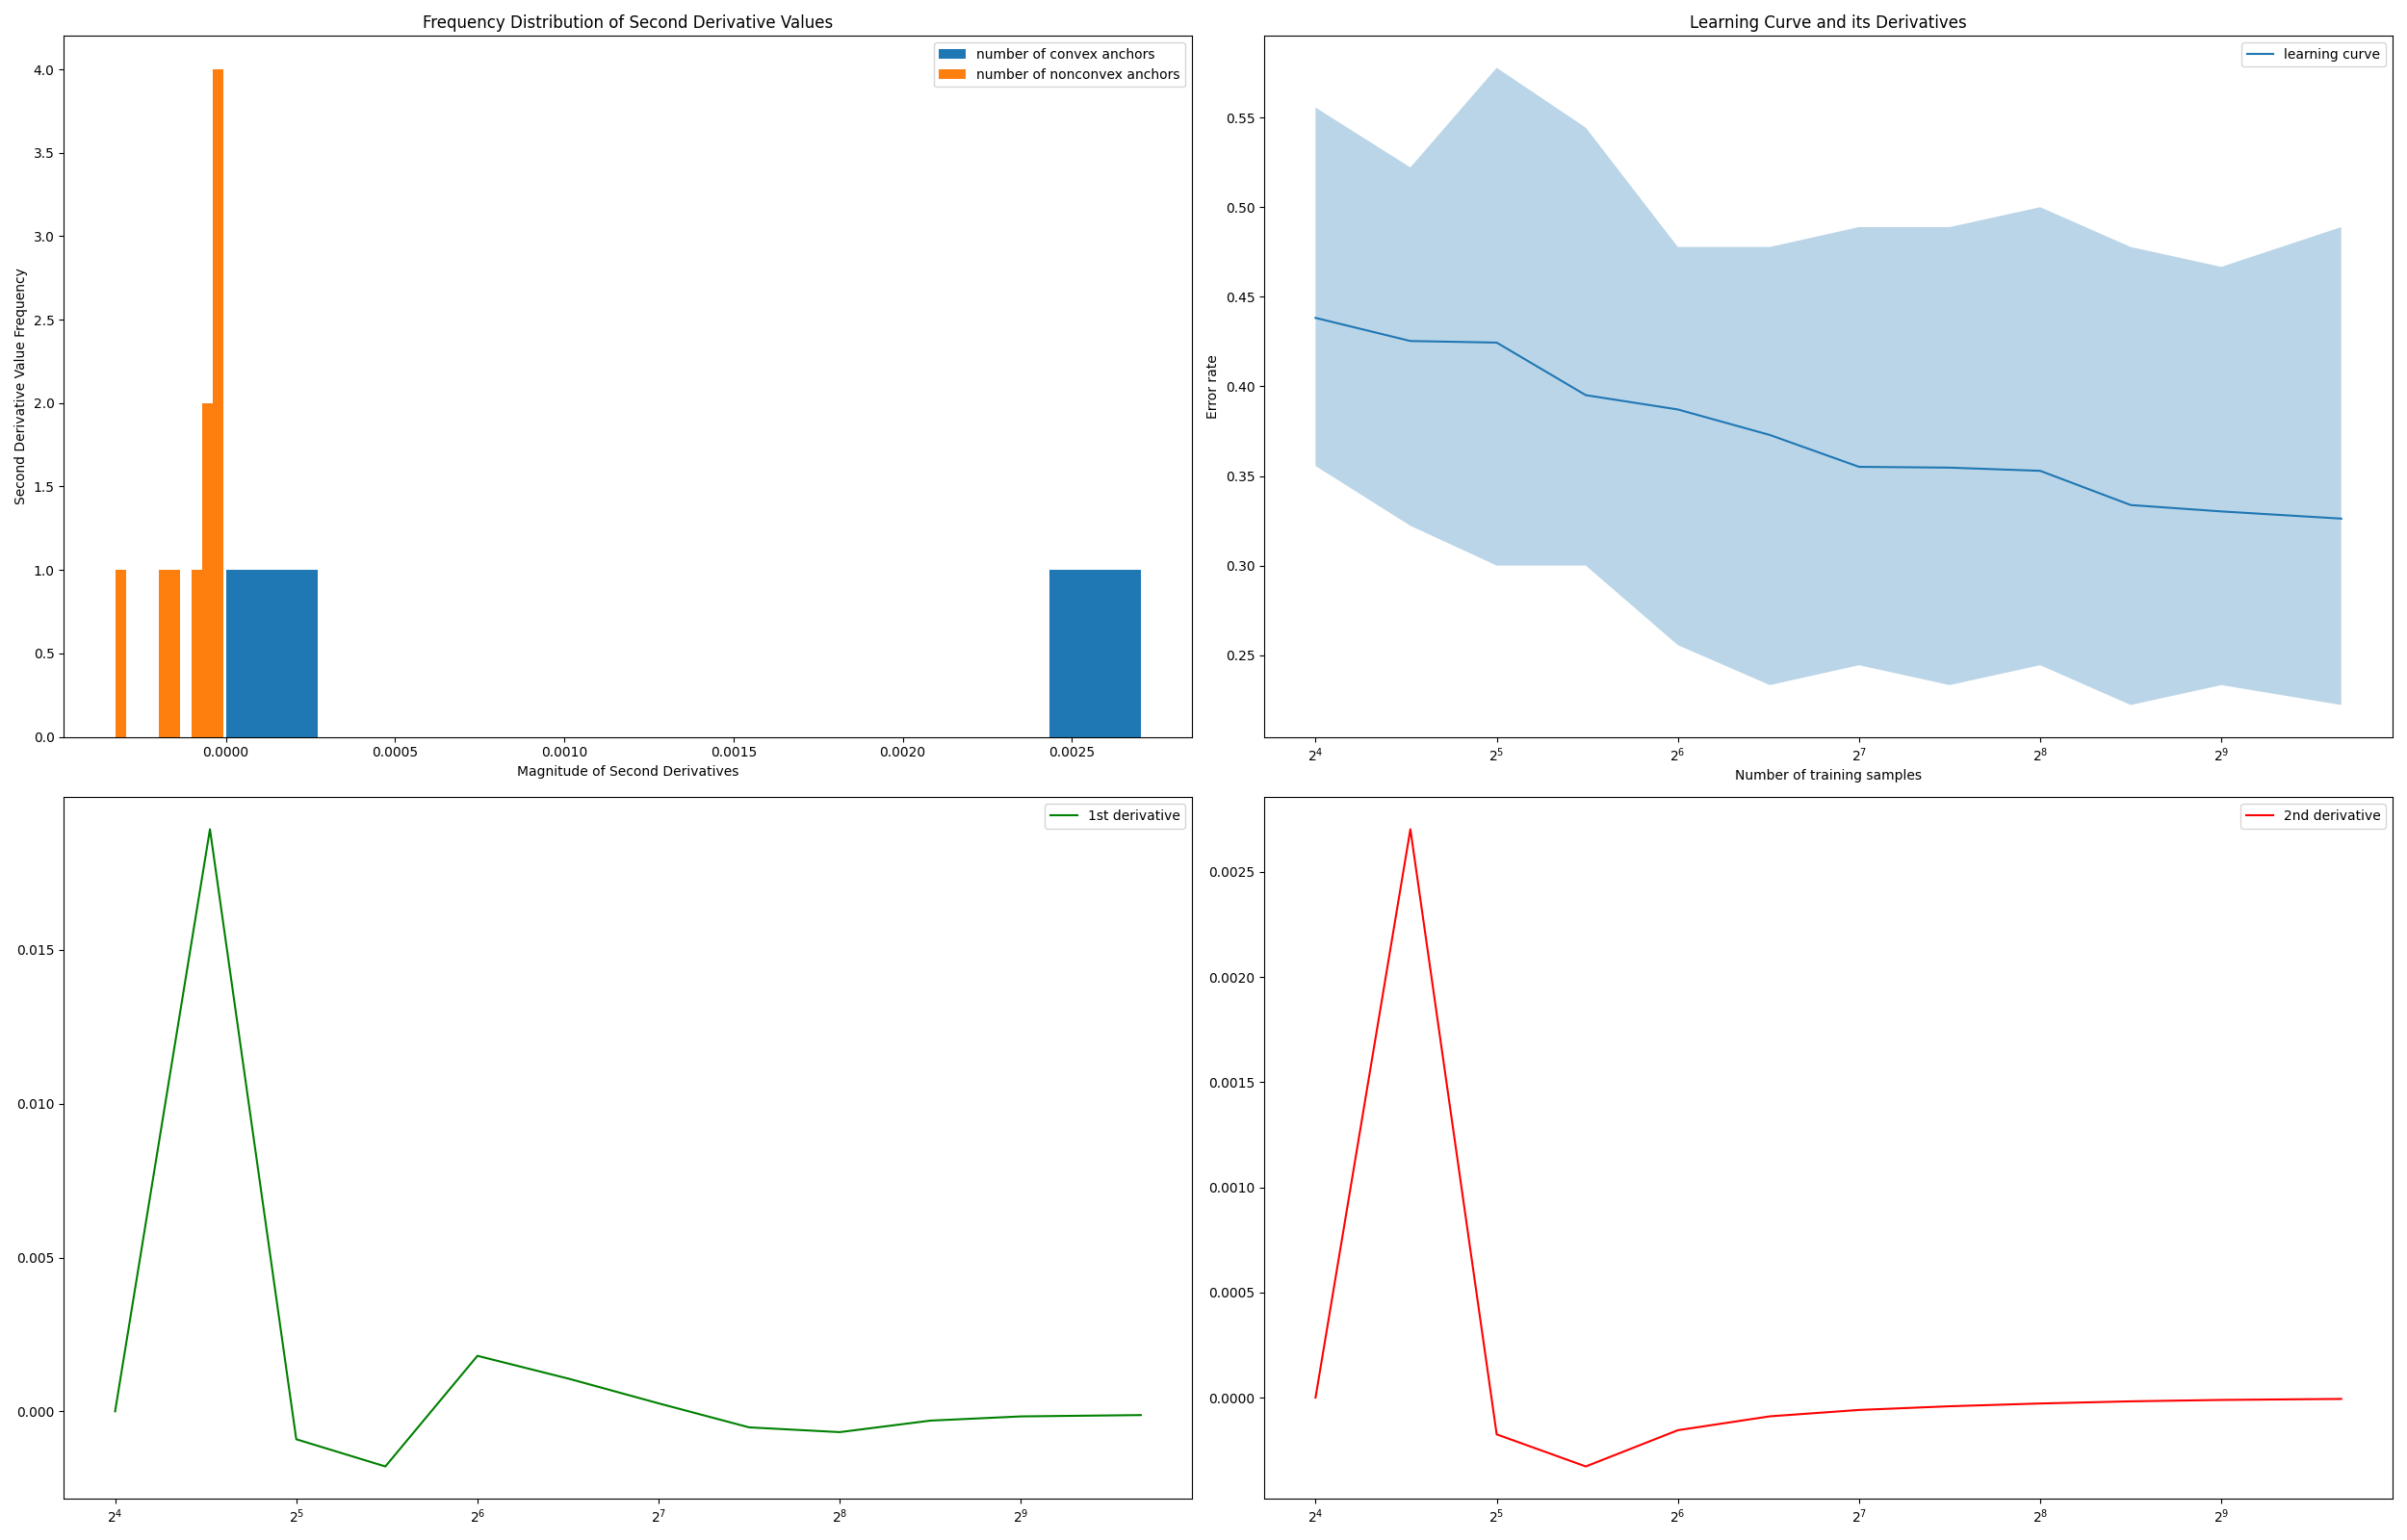 Frequency Distribution of Second Derivative Values
number of convex anchors
number of nonconvex anchors
4.0
3.5
3.0
2.5
2.0
1.5
1.0
0.5
0.0
Second Derivative Value Frequency
0.0000 0.0005 0.0010 0.0015 0.0020 0.0025
Magnitude of Second Derivatives
Learning Curve and its Derivatives
learning curve
0.55
0.50
0.45
0.40
0.35
0.30
0.25
Error rate
2⁴ 2⁵ 2⁶ 2⁷ 2⁸ 2⁹
Number of training samples
1st derivative
0.015
0.010
0.005
0.000
2⁴ 2⁵ 2⁶ 2⁷ 2⁸ 2⁹
2nd derivative
0.0025
0.0020
0.0015
0.0010
0.0005
0.0000
2⁴ 2⁵ 2⁶ 2⁷ 2⁸ 2⁹